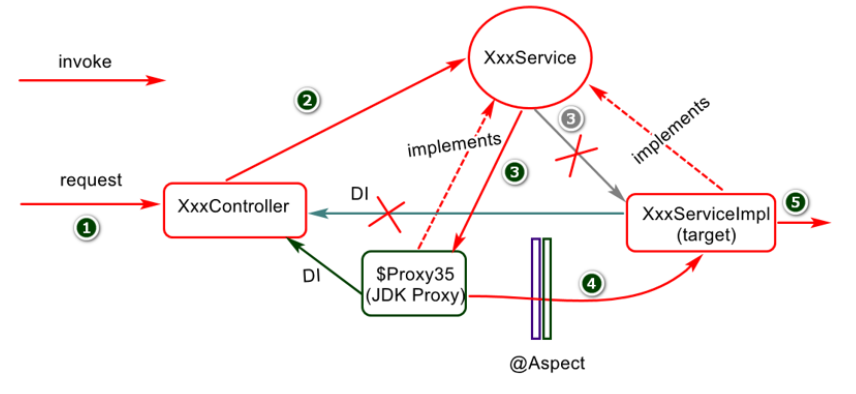 invoke
XxxService
2
3
implements
implements
request
3
DI
XxxController
1
XxxServiceImpl
(target)
5
$Proxy35
(JDK Proxy)
DI
4
@Aspect